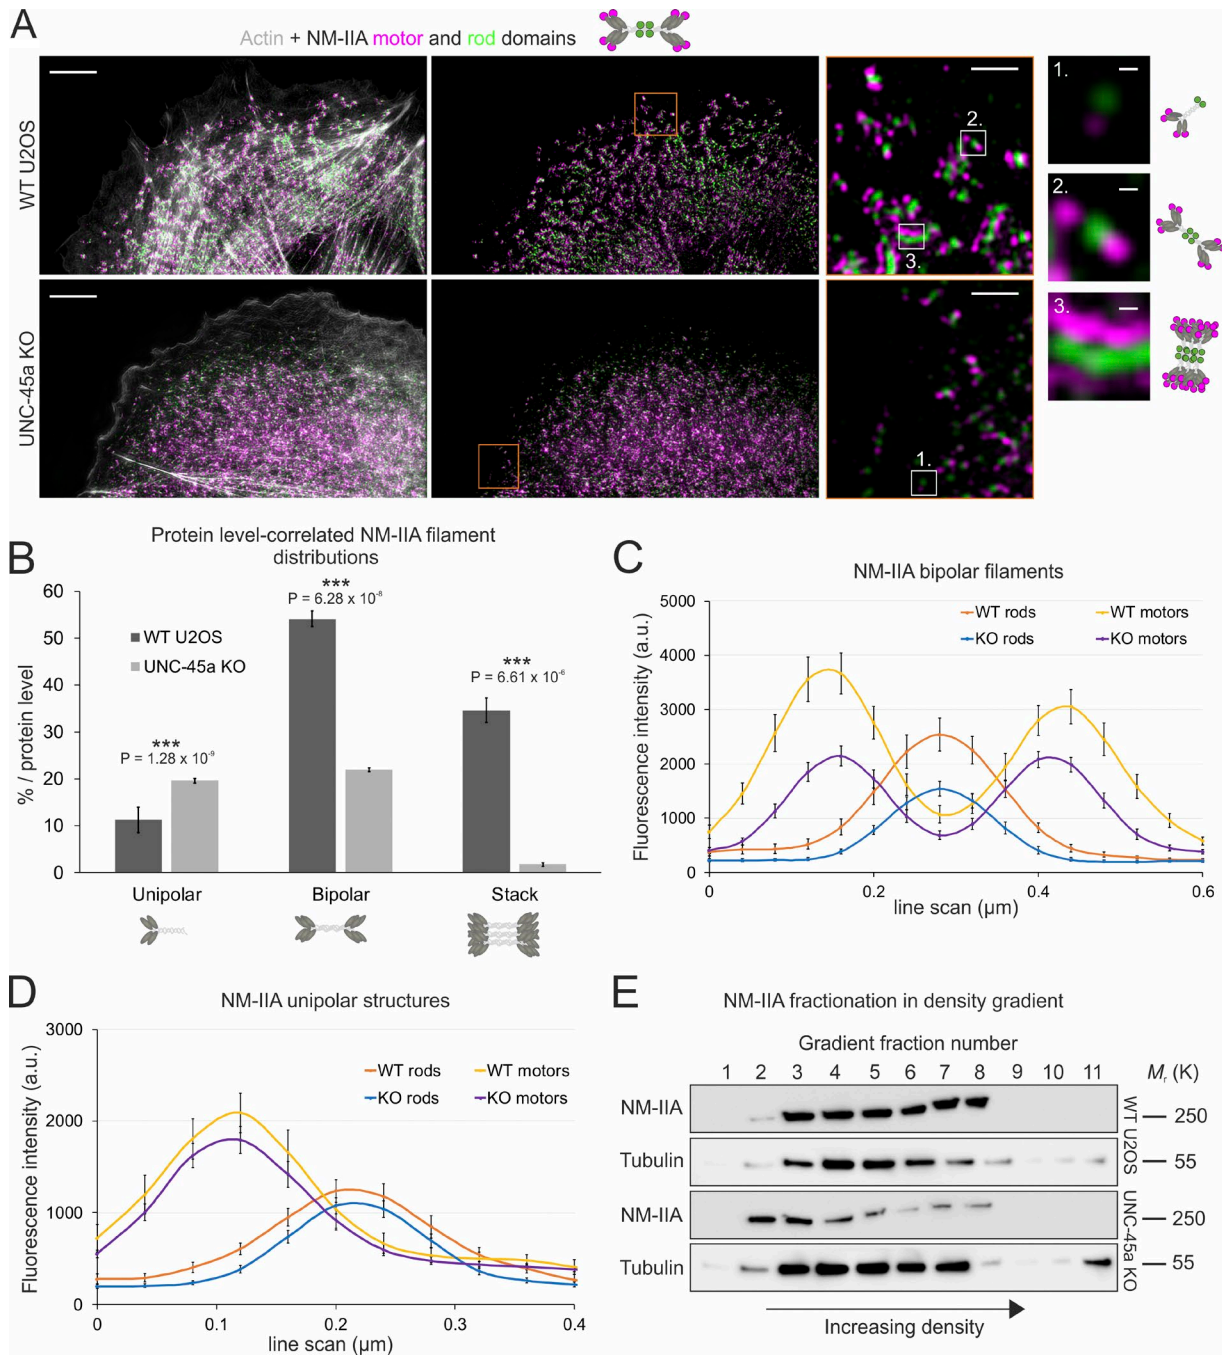 A
Actin + NM-IIA motor and rod domains
WT U2OS
UNC-45a KO
2.
3.
1.
1.
2.
3.
B
Protein level-correlated NM-IIA filament
distributions
% / protein level
60
50
40
30
20
10
0
WT U2OS
UNC-45a KO
***
P = 1.28 x 10⁻⁹
***
P = 6.28 x 10⁻⁸
***
P = 6.61 x 10⁻⁶
Unipolar
Bipolar
Stack
C
NM-IIA bipolar filaments
Fluorescence intensity (a.u.)
5000
4000
3000
2000
1000
0
WT rods
WT motors
KO rods
KO motors
0 0.2 0.4 0.6
line scan (µm)
D
NM-IIA unipolar structures
Fluorescence intensity (a.u.)
3000
2000
1000
0
WT rods
WT motors
KO rods
KO motors
0 0.1 0.2 0.3 0.4
line scan (µm)
E
NM-IIA fractionation in density gradient
Gradient fraction number
1 2 3 4 5 6 7 8 9 10 11 Mᵣ (K)
NM-IIA
250
Tubulin
55
WT U2OS
NM-IIA
250
Tubulin
55
UNC-45a KO
Increasing density